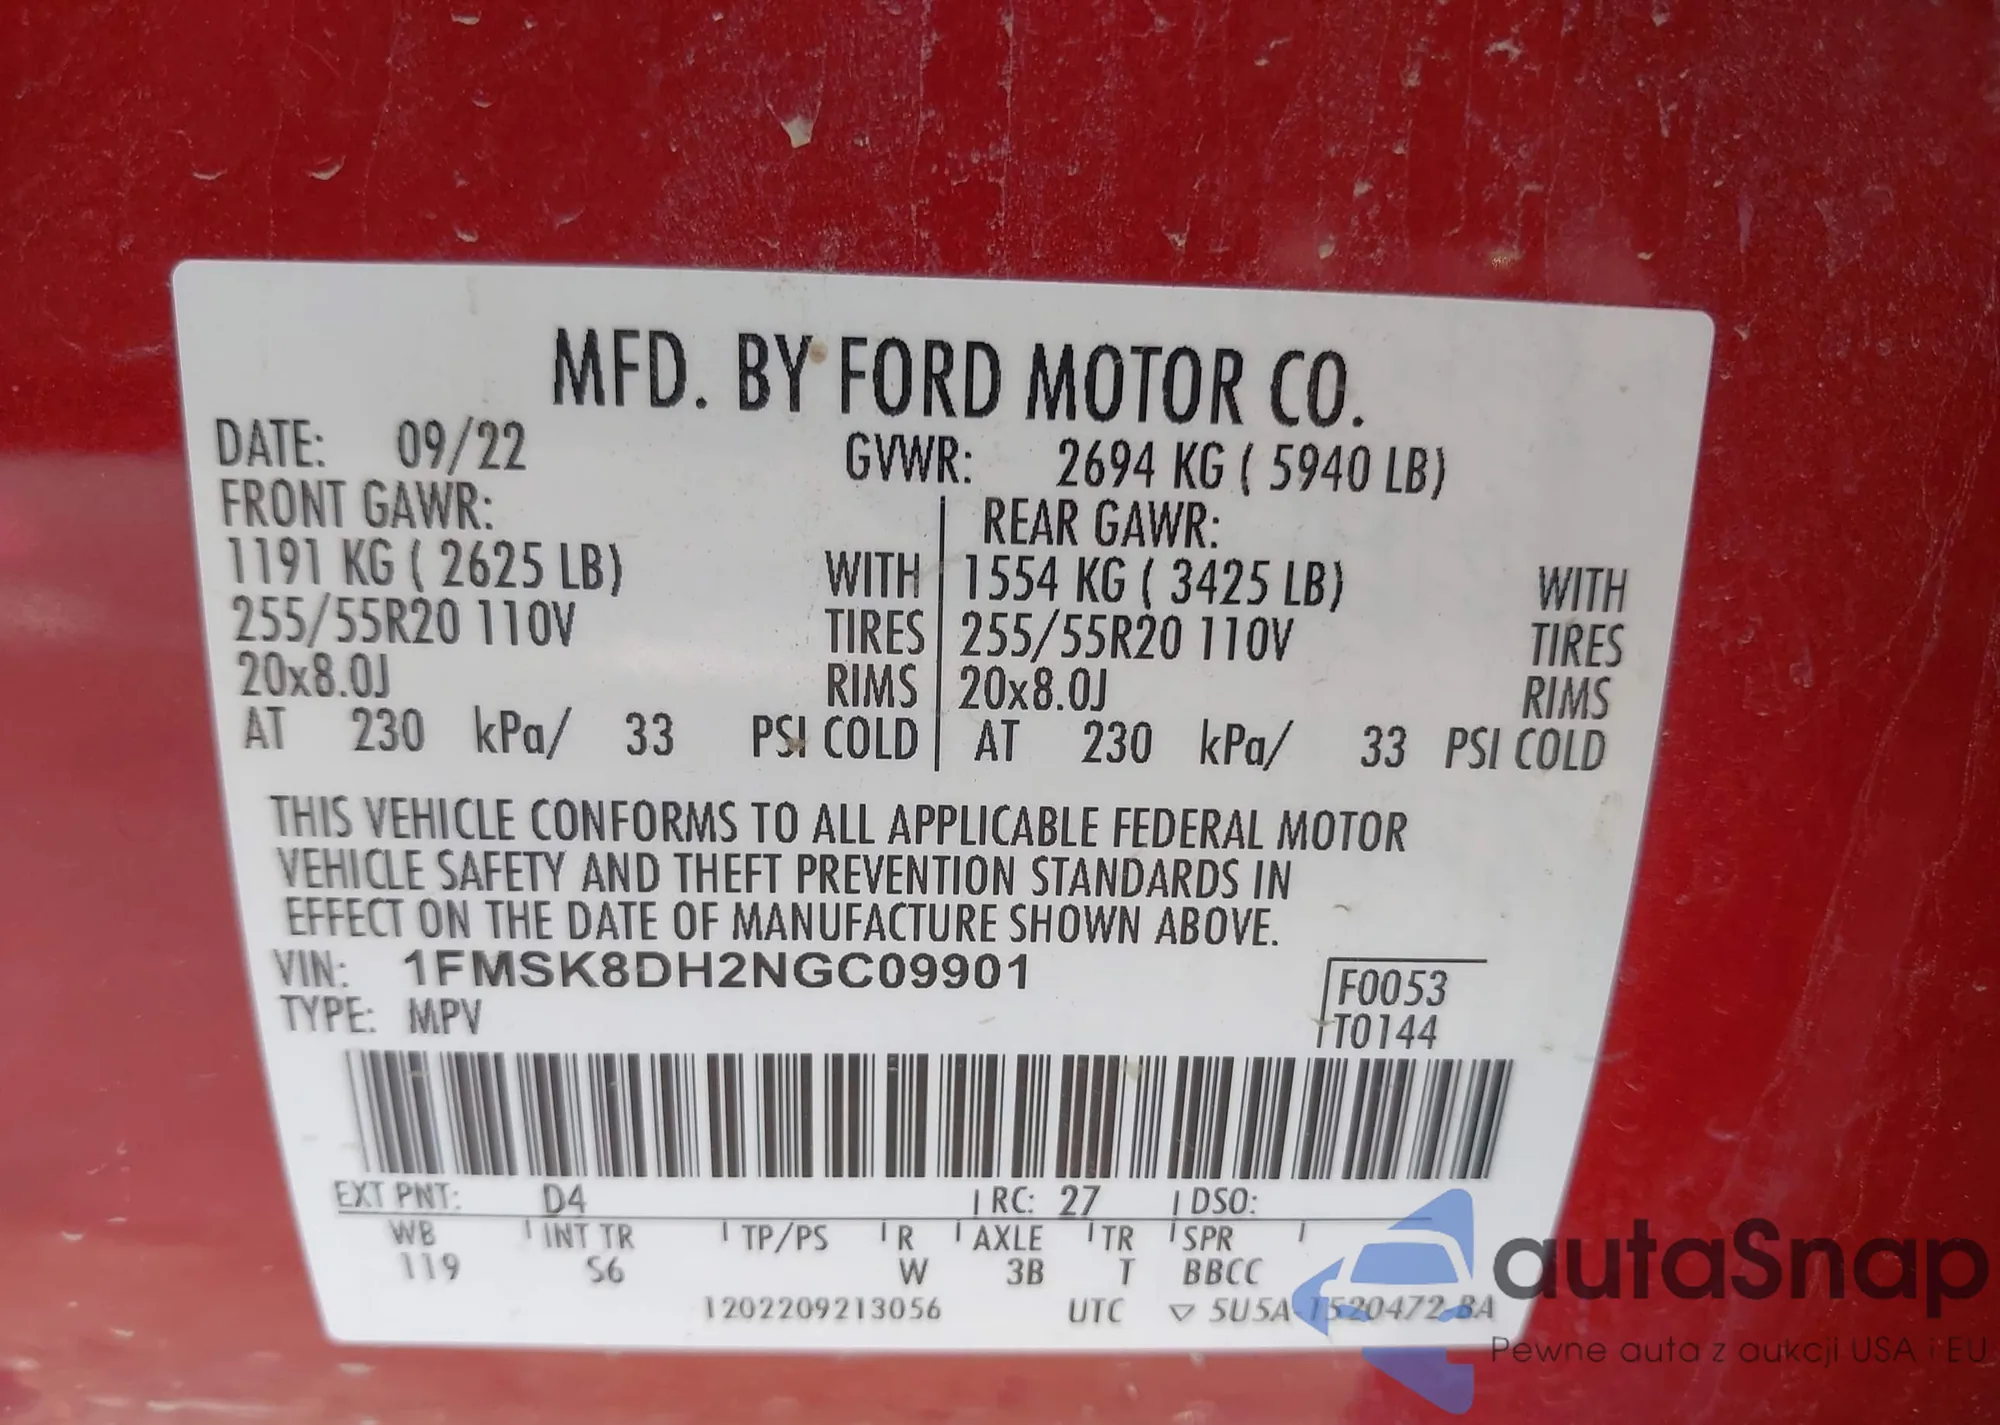 MFD. BY FORD MOTOR CO.
DATE: 09/22 GVWR: 2694 KG ( 5940 LB)
FRONT GAWR: REAR GAWR:
1191 KG ( 2625 LB) WITH 1554 KG ( 3425 LB) WITH
255/55R20 110V TIRES 255/55R20 110V TIRES
20x8.0J RIMS 20x8.0J RIMS
AT 230 kPa/ 33 PSI COLD AT 230 kPa/ 33 PSI COLD
THIS VEHICLE CONFORMS TO ALL APPLICABLE FEDERAL MOTOR
VEHICLE SAFETY AND THEFT PREVENTION STANDARDS IN
EFFECT ON THE DATE OF MANUFACTURE SHOWN ABOVE.
VIN: 1FMSK8DH2NGC09901
F0053
TYPE: MPV
T0144
EXT PNT: D4 RC: 27 DSO:
WB INT TR TP/PS R AXLE TR SPR
119 S6 W 3B T BBCC
1202209213056 UTC ▽ 5U5A-1520472-BA
autaSnap
Pewne auta z aukcji USA i EU